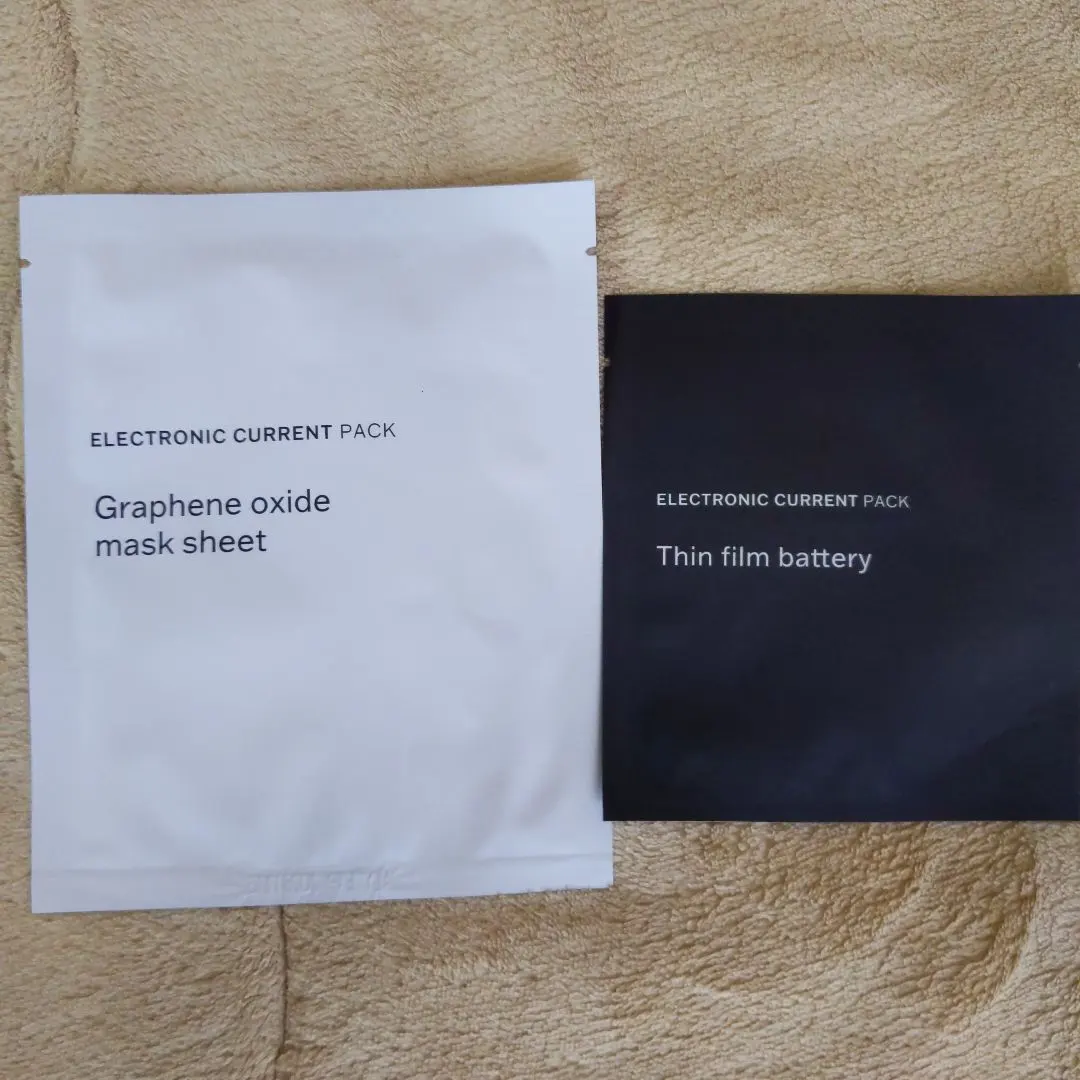 ELECTRONIC CURRENT PACK
Graphene oxide
mask sheet
ELECTRONIC CURRENT PACK
Thin film battery